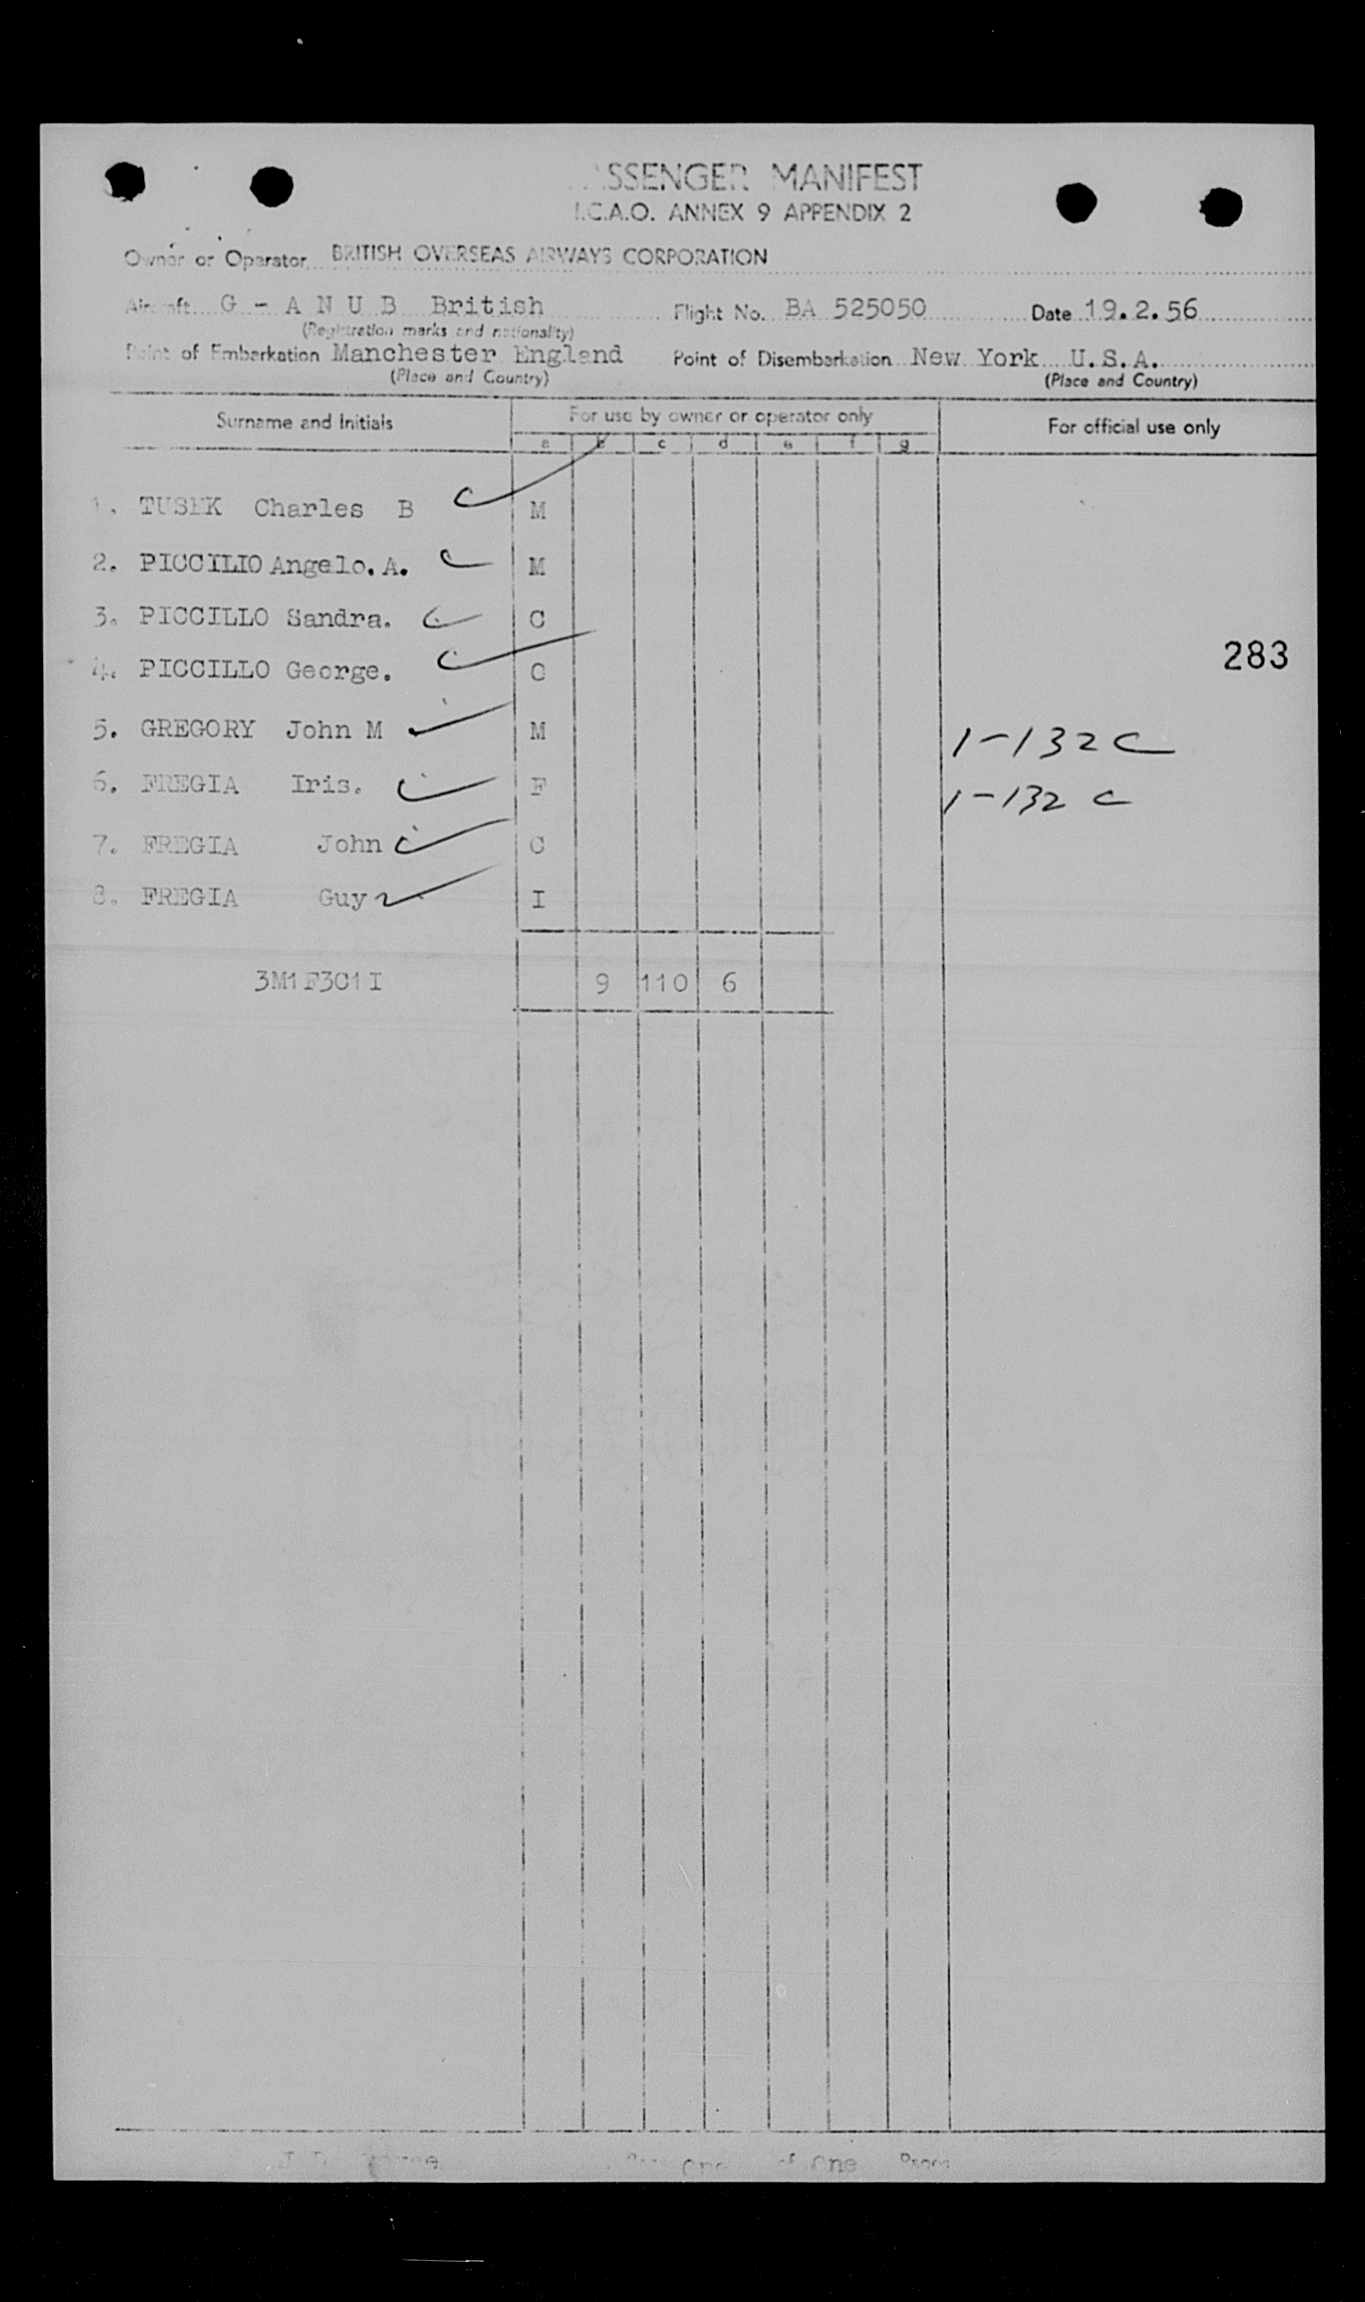 PASSENGER MANIFEST
I.C.A.O. ANNEX 9 APPENDIX 2
Owner or Operator BRITISH OVERSEAS AIRWAYS CORPORATION
Aircraft G - A N U B British Flight No. BA 525050 Date 19.2.56
(Registration marks and nationality)
Point of Embarkation Manchester England Point of Disembarkation New York U.S.A.
(Place and Country) (Place and Country)
Surname and Initials For use by owner or operator only For official use only
a b c d e f g
1. TUSEK Charles B M
2. PICCILIO Angelo. A. M
3. PICCILLO Sandra. C
283
4. PICCILLO George. C
5. GREGORY John M M 1-132 C
6. FREGIA Iris. F 1-132 C
7. FREGIA John C
8. FREGIA Guy I
3M1F3C1I 9 110 6
one